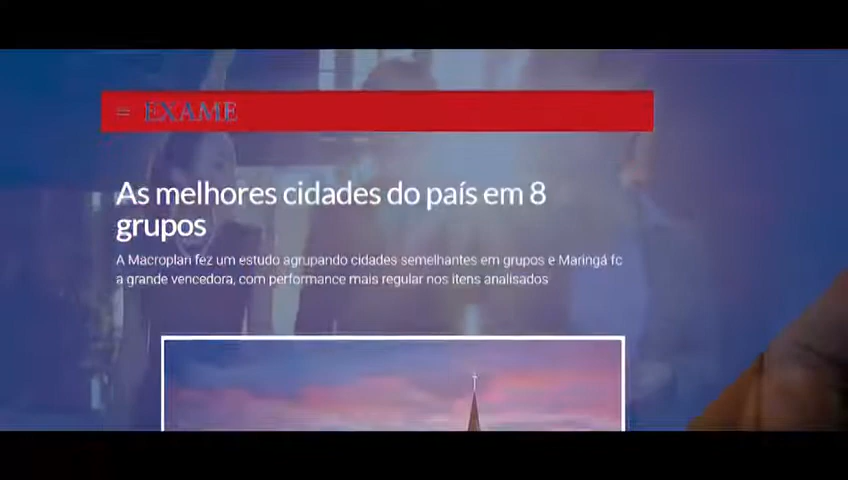 EXAME
As melhores cidades do país em 8
grupos
A Macroplan fez um estudo agrupando cidades semelhantes em grupos e Maringá fc
a grande vencedora, com performance mais regular nos itens analisados